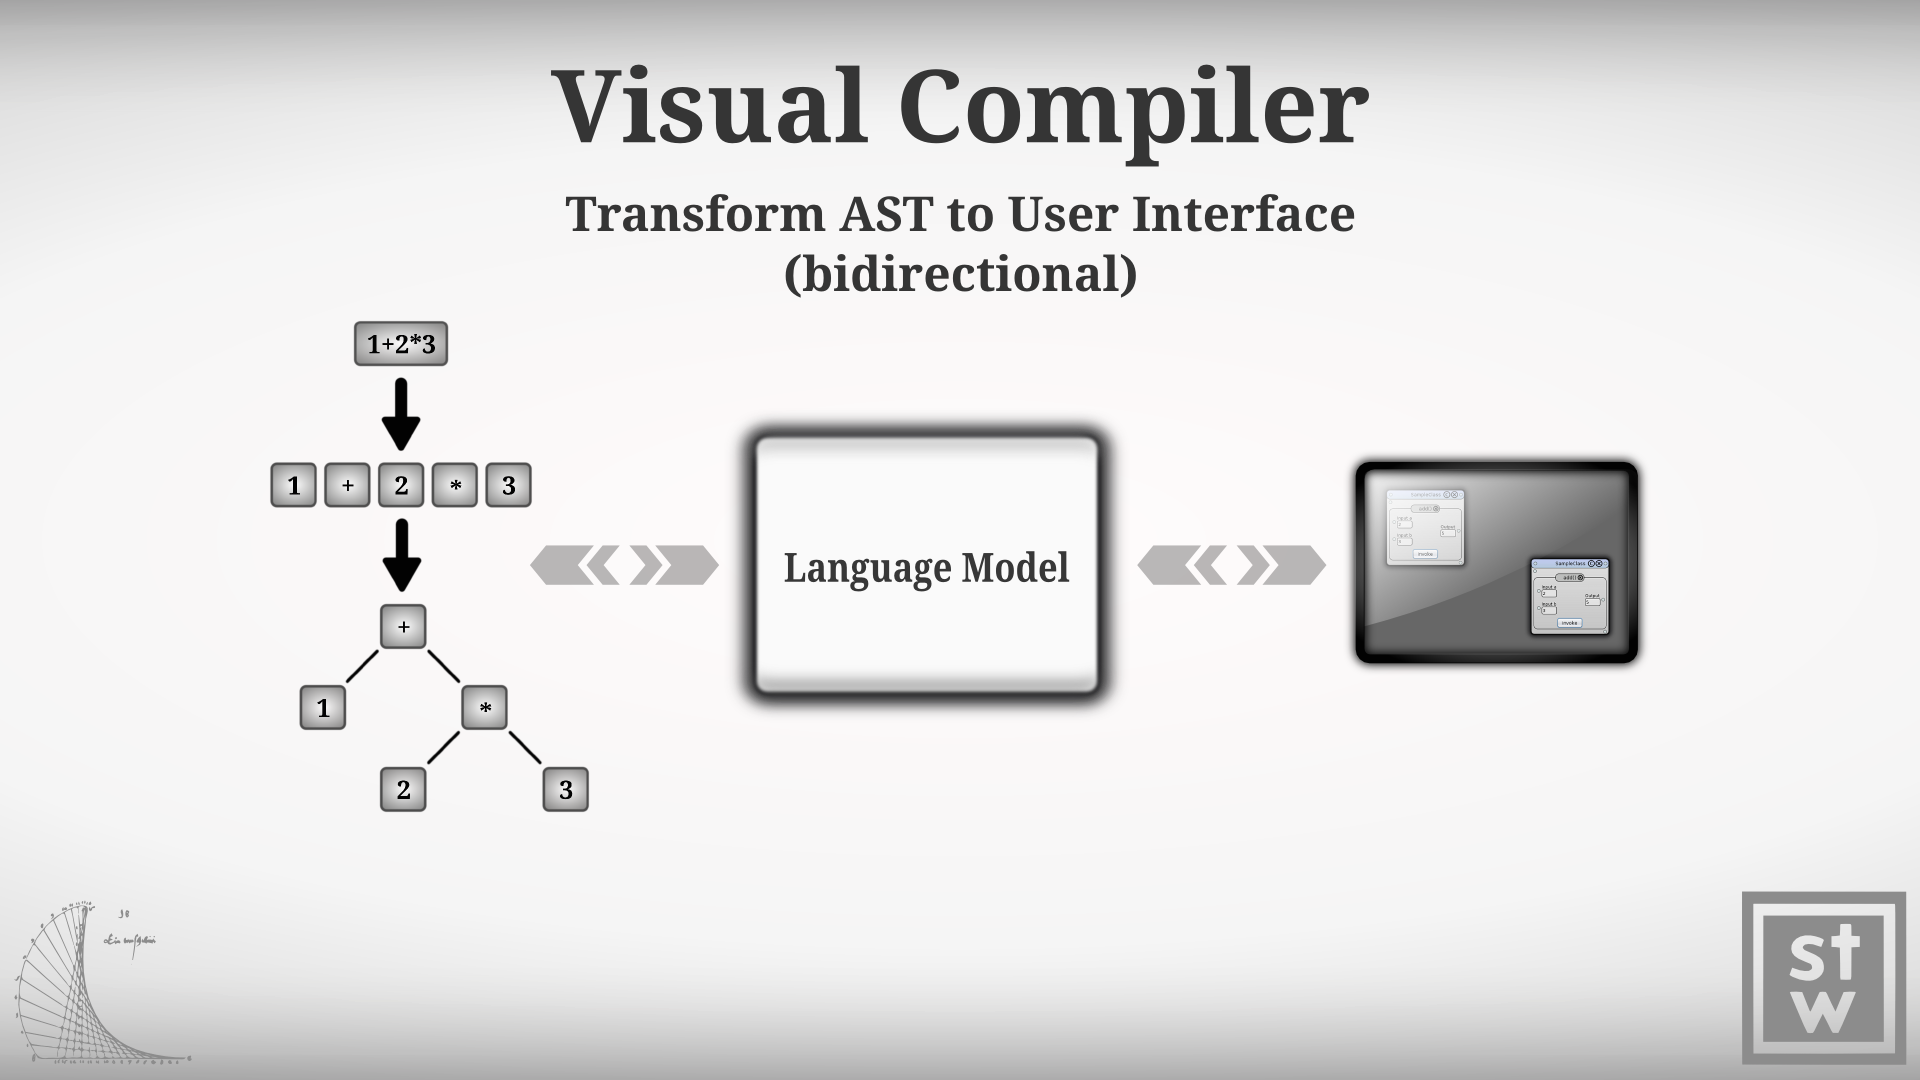 Visual Compiler
Transform AST to User Interface
(bidirectional)
1+2*3
1 + 2 * 3
+
1 *
2 3
Language Model
SampleClass
add()
Input a
Output
Input b
invoke
SampleClass
add()
Input a
2
Output
5
Input b
3
invoke
st
w